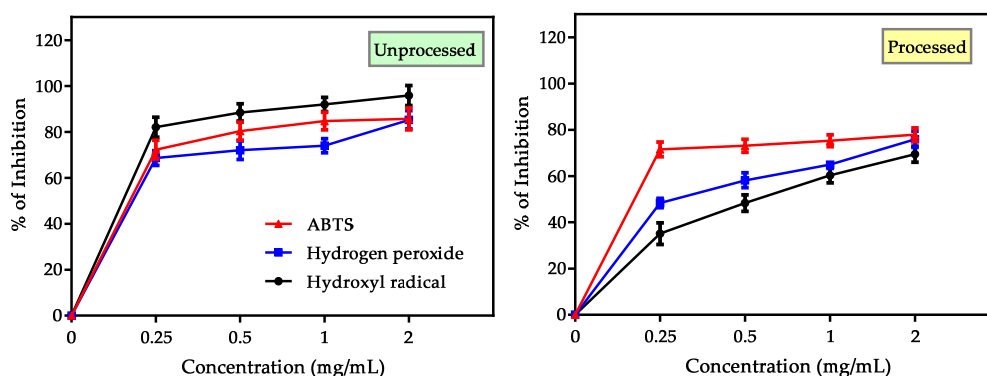 Unprocessed
% of Inhibition
120
100
80
60
40
20
0
ABTS
Hydrogen peroxide
Hydroxyl radical
0 0.25 0.5 1 2
Concentration (mg/mL)
Processed
% of Inhibition
120
100
80
60
40
20
0
0 0.25 0.5 1 2
Concentration (mg/mL)